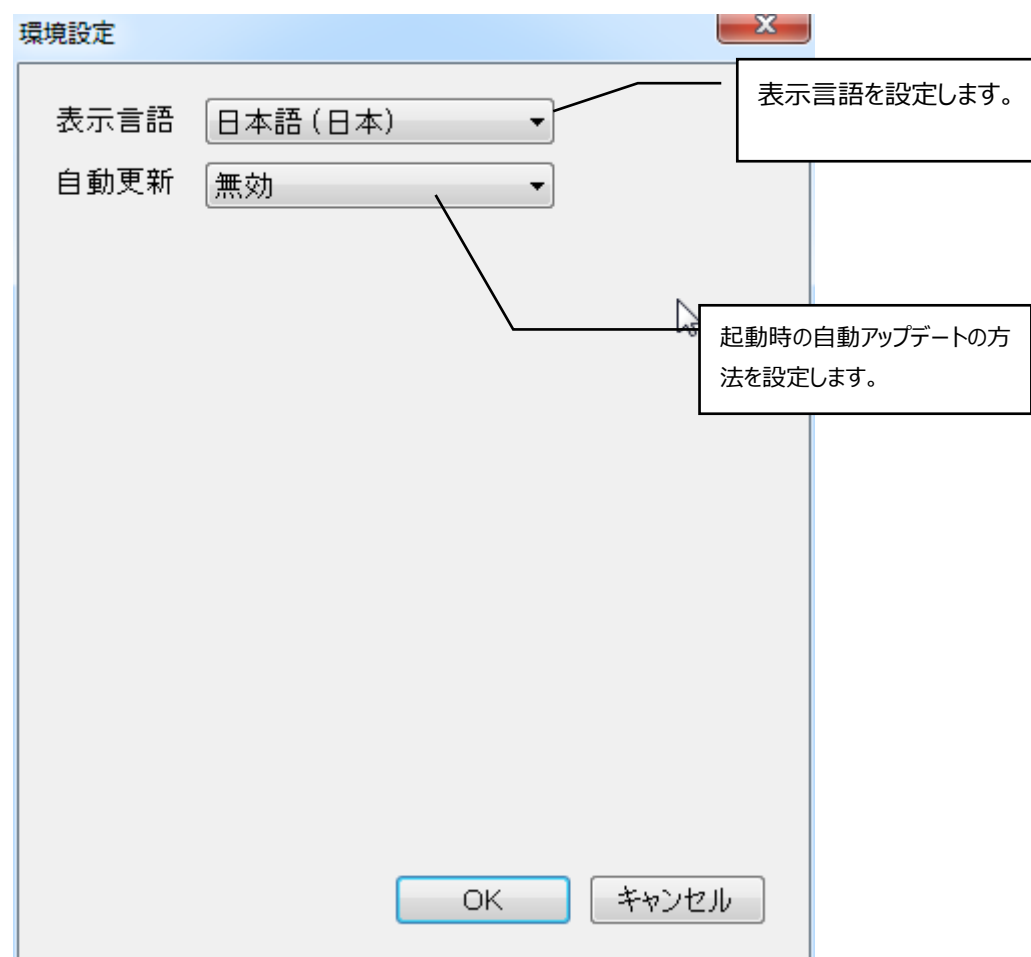 環境設定
表示言語を設定します。
表示言語 日本語(日本)
自動更新 無効
起動時の自動アップデートの方
法を設定します。
OK キャンセル